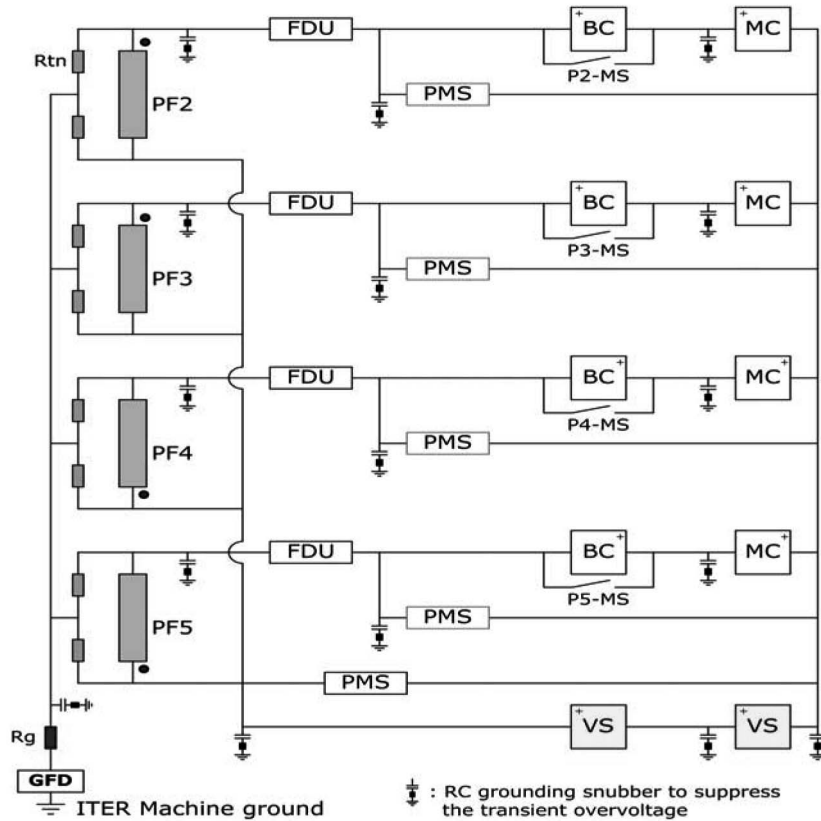 FDU
BC
MC
Rtn
P2-MS
PMS
PF2
FDU
BC
MC
P3-MS
PMS
PF3
FDU
BC
MC
P4-MS
PMS
PF4
FDU
BC
MC
P5-MS
PMS
PF5
PMS
Rg
VS
VS
GFD
ITER Machine ground
: RC grounding snubber to suppress
the transient overvoltage